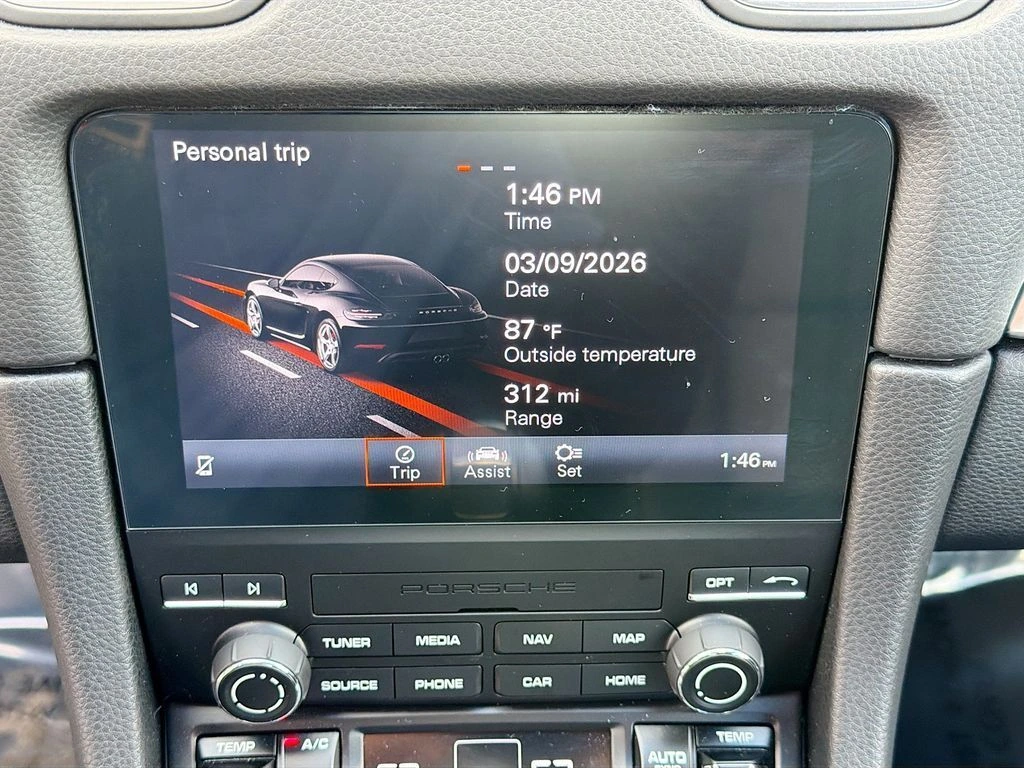 Personal trip
1:46 PM
Time
03/09/2026
Date
PORSCHE
87 °F
Outside temperature
312 mi
Range
Trip
Assist
Set
1:46 PM
PORSCHE
OPT
TUNER
MEDIA
NAV
MAP
SOURCE
PHONE
CAR
HOME
TEMP
A/C
AUTO
TEMP